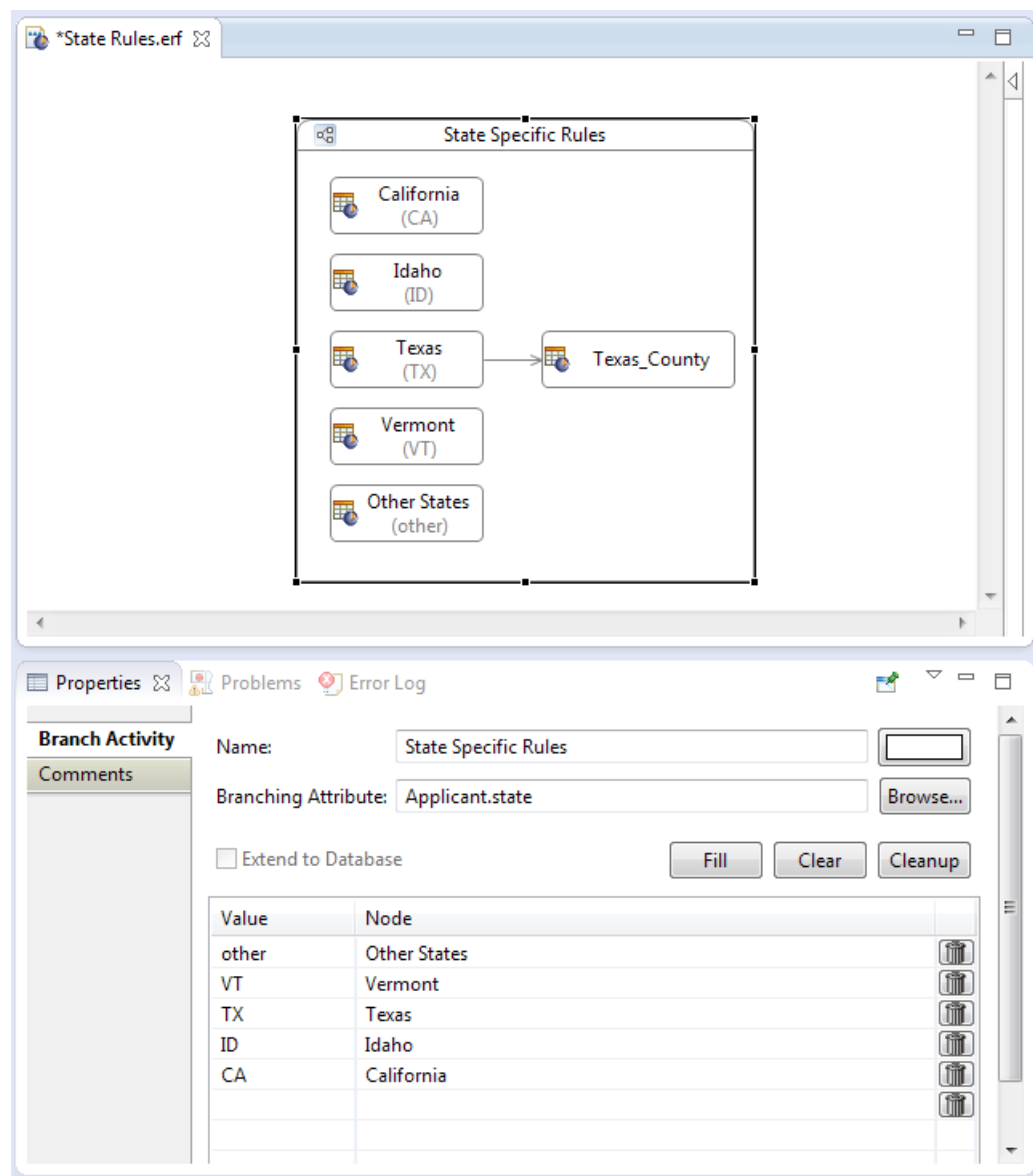 *State Rules.erf
State Specific Rules
California
(CA)
Idaho
(ID)
Texas
(TX)
Texas_County
Vermont
(VT)
Other States
(other)
Properties Problems Error Log
Branch Activity
Comments
Name: State Specific Rules
Branching Attribute: Applicant.state Browse...
Extend to Database Fill Clear Cleanup
Value Node
other Other States
VT Vermont
TX Texas
ID Idaho
CA California